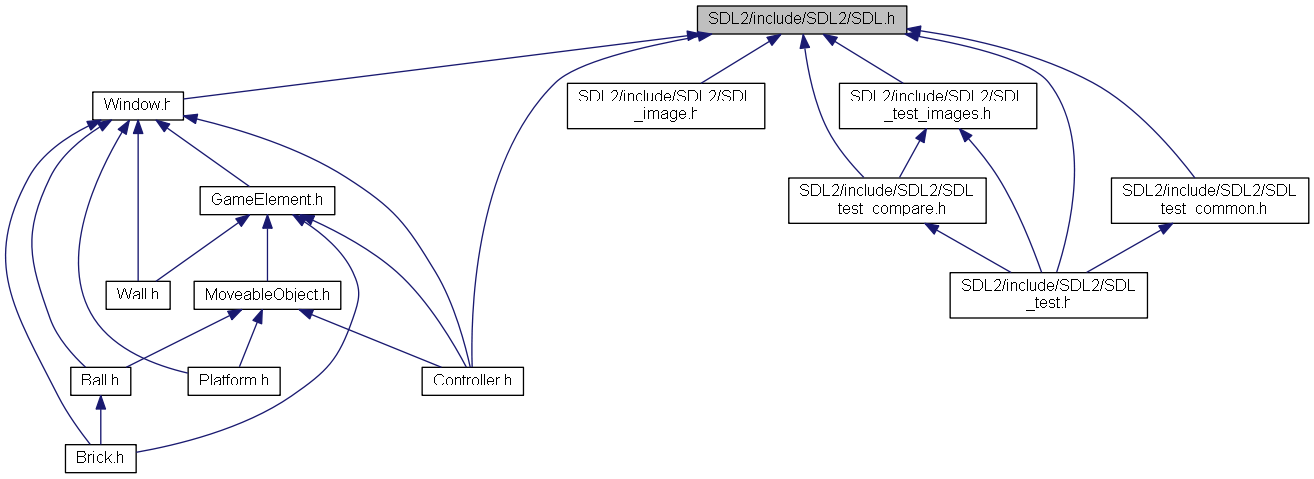 SDL2/include/SDL2/SDL.h
SDL2/include/SDL2/SDL
_image.h
SDL2/include/SDL2/SDL
_test_images.h
Window.h
SDL2/include/SDL2/SDL
test_compare.h
SDL2/include/SDL2/SDL
test_common.h
GameElement.h
Wall.h
MoveableObject.h
SDL2/include/SDL2/SDL
_test.h
Ball.h
Platform.h
Controller.h
Brick.h